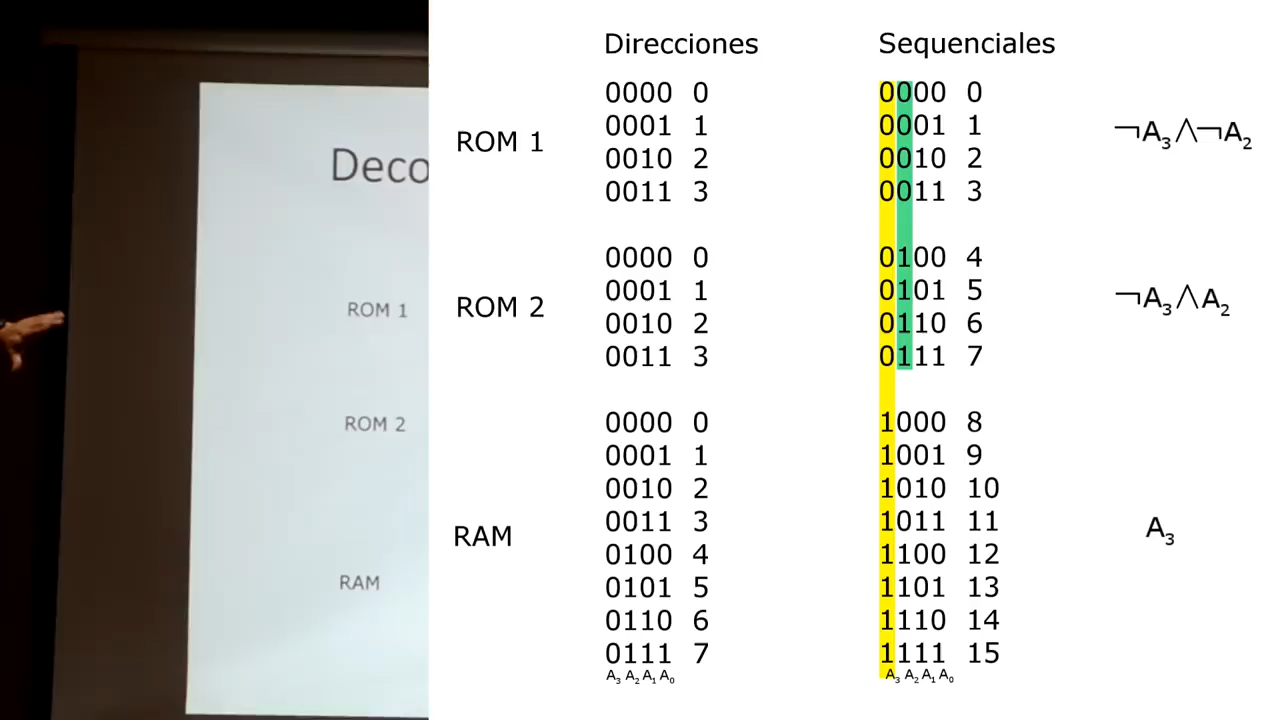 Deco
ROM 1
ROM 2
RAM
Direcciones Sequenciales
0000 0 0000 0
0001 1 0001 1
ROM 1 ¬A₃⋀¬A₂
0010 2 0010 2
0011 3 0011 3
0000 0 0100 4
0001 1 0101 5
ROM 2 ¬A₃⋀A₂
0010 2 0110 6
0011 3 0111 7
0000 0 1000 8
0001 1 1001 9
0010 2 1010 10
0011 3 1011 11
RAM A₃
0100 4 1100 12
0101 5 1101 13
0110 6 1110 14
0111 7 1111 15
A₃ A₂ A₁ A₀ A₃ A₂ A₁ A₀